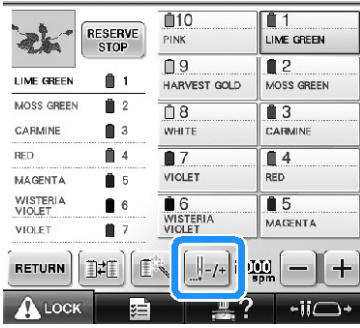 RESERVE
STOP
LIME GREEN 1
MOSS GREEN 2
CARMINE 3
RED 4
MAGENTA 5
WISTERIA
VIOLET 6
VIOLET 7
10
PINK
1
LIME GREEN
9
HARVEST GOLD
2
MOSS GREEN
8
WHITE
3
CARMINE
7
VIOLET
4
RED
6
WISTERIA
VIOLET
5
MAGENTA
RETURN
-/+
spm
-
+
LOCK
?